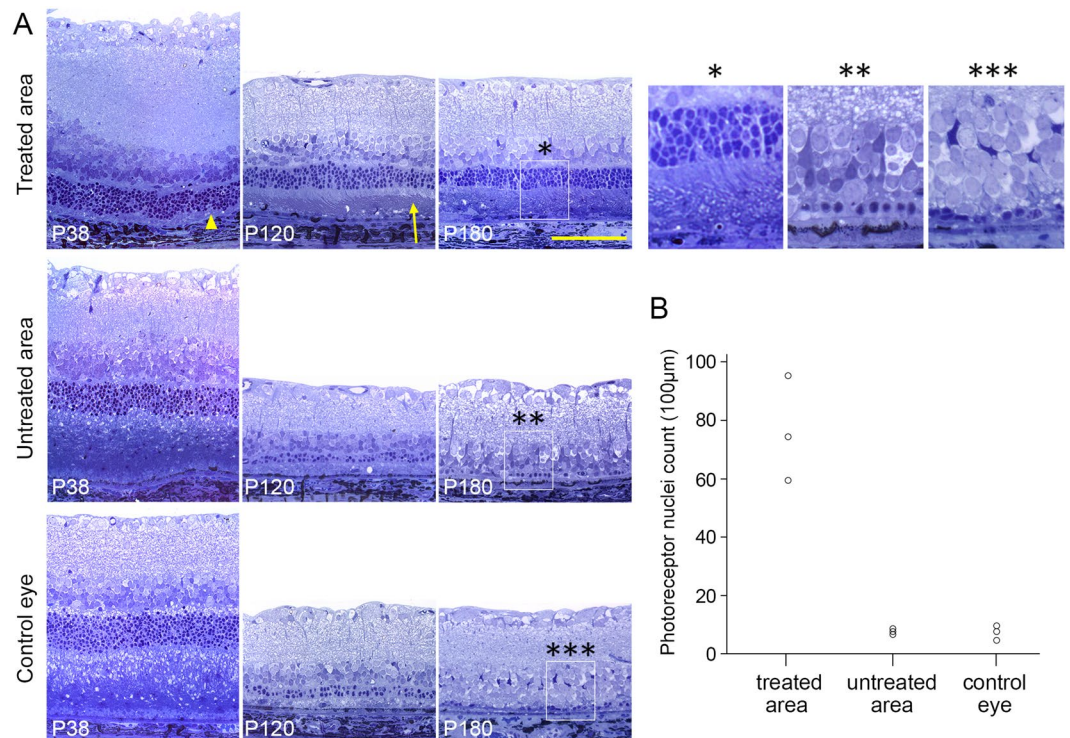 A
Treated area
P38
P120
*
P180
*
**
***
Untreated area
P38
P120
**
P180
Control eye
P38
P120
***
P180
B
Photoreceptor nuclei count (100µm)
100
80
60
40
20
0
treated area
untreated area
control eye